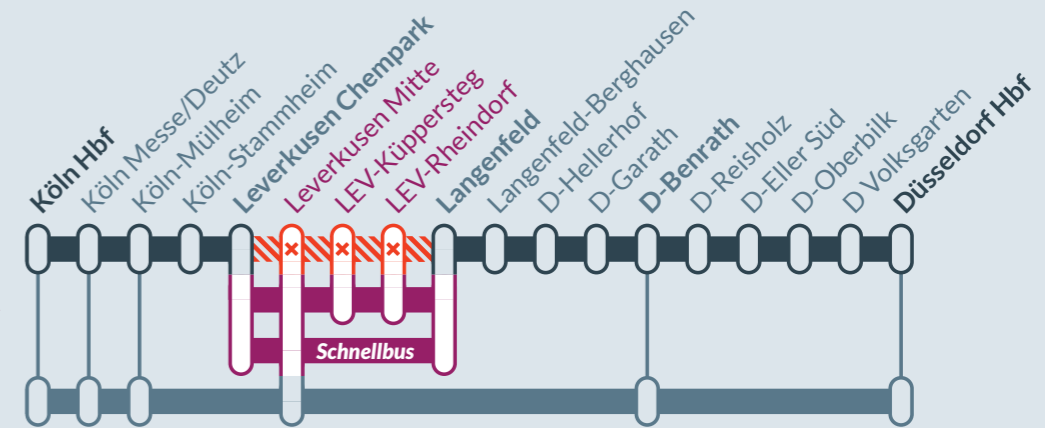 Köln Hbf
Köln Messe/Deutz
Köln-Mülheim
Köln-Stammheim
Leverkusen Chempark
Leverkusen Mitte
LEV-Küppersteg
LEV-Rheindorf
Langenfeld
Langenfeld-Berghausen
D-Hellerhof
D-Garath
D-Benrath
D-Reisholz
D-Eller Süd
D-Oberbilk
D Volksgarten
Düsseldorf Hbf
Schnellbus